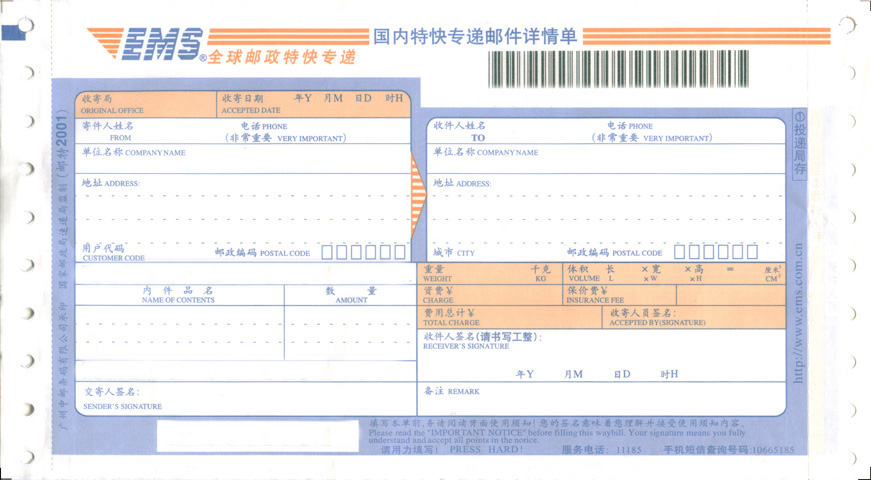 EMS® 全球邮政特快专递
国内特快专递邮件详情单
收寄局
ORIGINAL OFFICE
收寄日期 年Y 月M 日D 时H
ACCEPTED DATE
寄件人姓名 电话 PHONE
FROM (非常重要 VERY IMPORTANT)
单位名称 COMPANY NAME
地址 ADDRESS:
用户代码 邮政编码 POSTAL CODE
CUSTOMER CODE
收件人姓名 电话 PHONE
TO (非常重要 VERY IMPORTANT)
单位名称 COMPANY NAME
地址 ADDRESS:
城市 CITY 邮政编码 POSTAL CODE
内件品名 数量
NAME OF CONTENTS AMOUNT
交寄人签名:
SENDER'S SIGNATURE
重量 千克
WEIGHT KG
体积 长 ×宽 ×高 = 厘米³
VOLUME L ×W ×H CM³
资费¥ 保价费¥
CHARGE INSURANCE FEE
费用总计¥ 收寄人员签名:
TOTAL CHARGE ACCEPTED BY(SIGNATURE)
收件人签名(请书写工整):
RECEIVER'S SIGNATURE
年Y 月M 日D 时H
备注 REMARK
填写本单前,务请阅读背面使用须知!您的签名意味着您理解并接受使用须知内容。
Please read the "IMPORTANT NOTICE" before filling this waybill. Your signature means you fully
understand and accept all points in the notice.
请用力填写! PRESS HARD! 服务电话: 11185 手机短信查询号码:10665185
①投递局存
http://www.ems.com.cn
广州中邮条码有限公司承印 国家邮政局速递局监制(邮特2001)